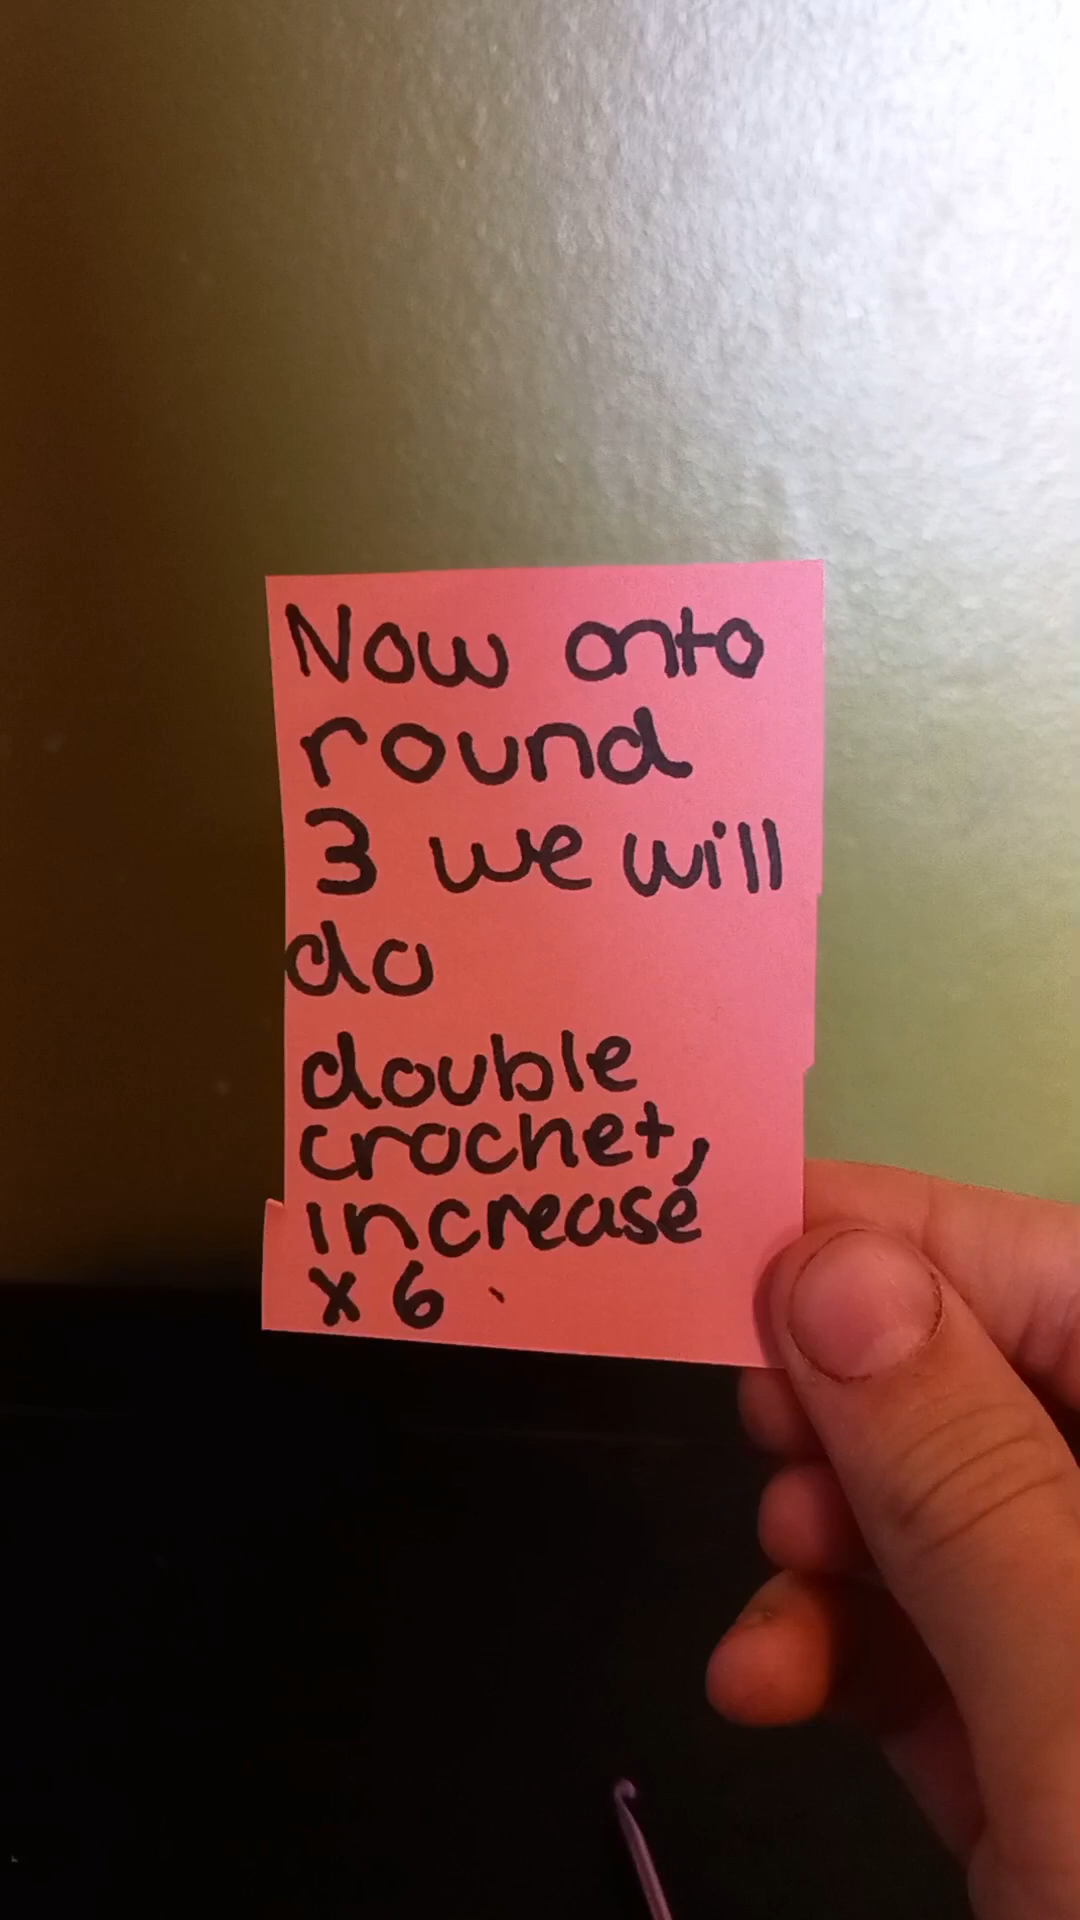 Now onto
round
3 we will
do
double
crochet,
increase
x 6.